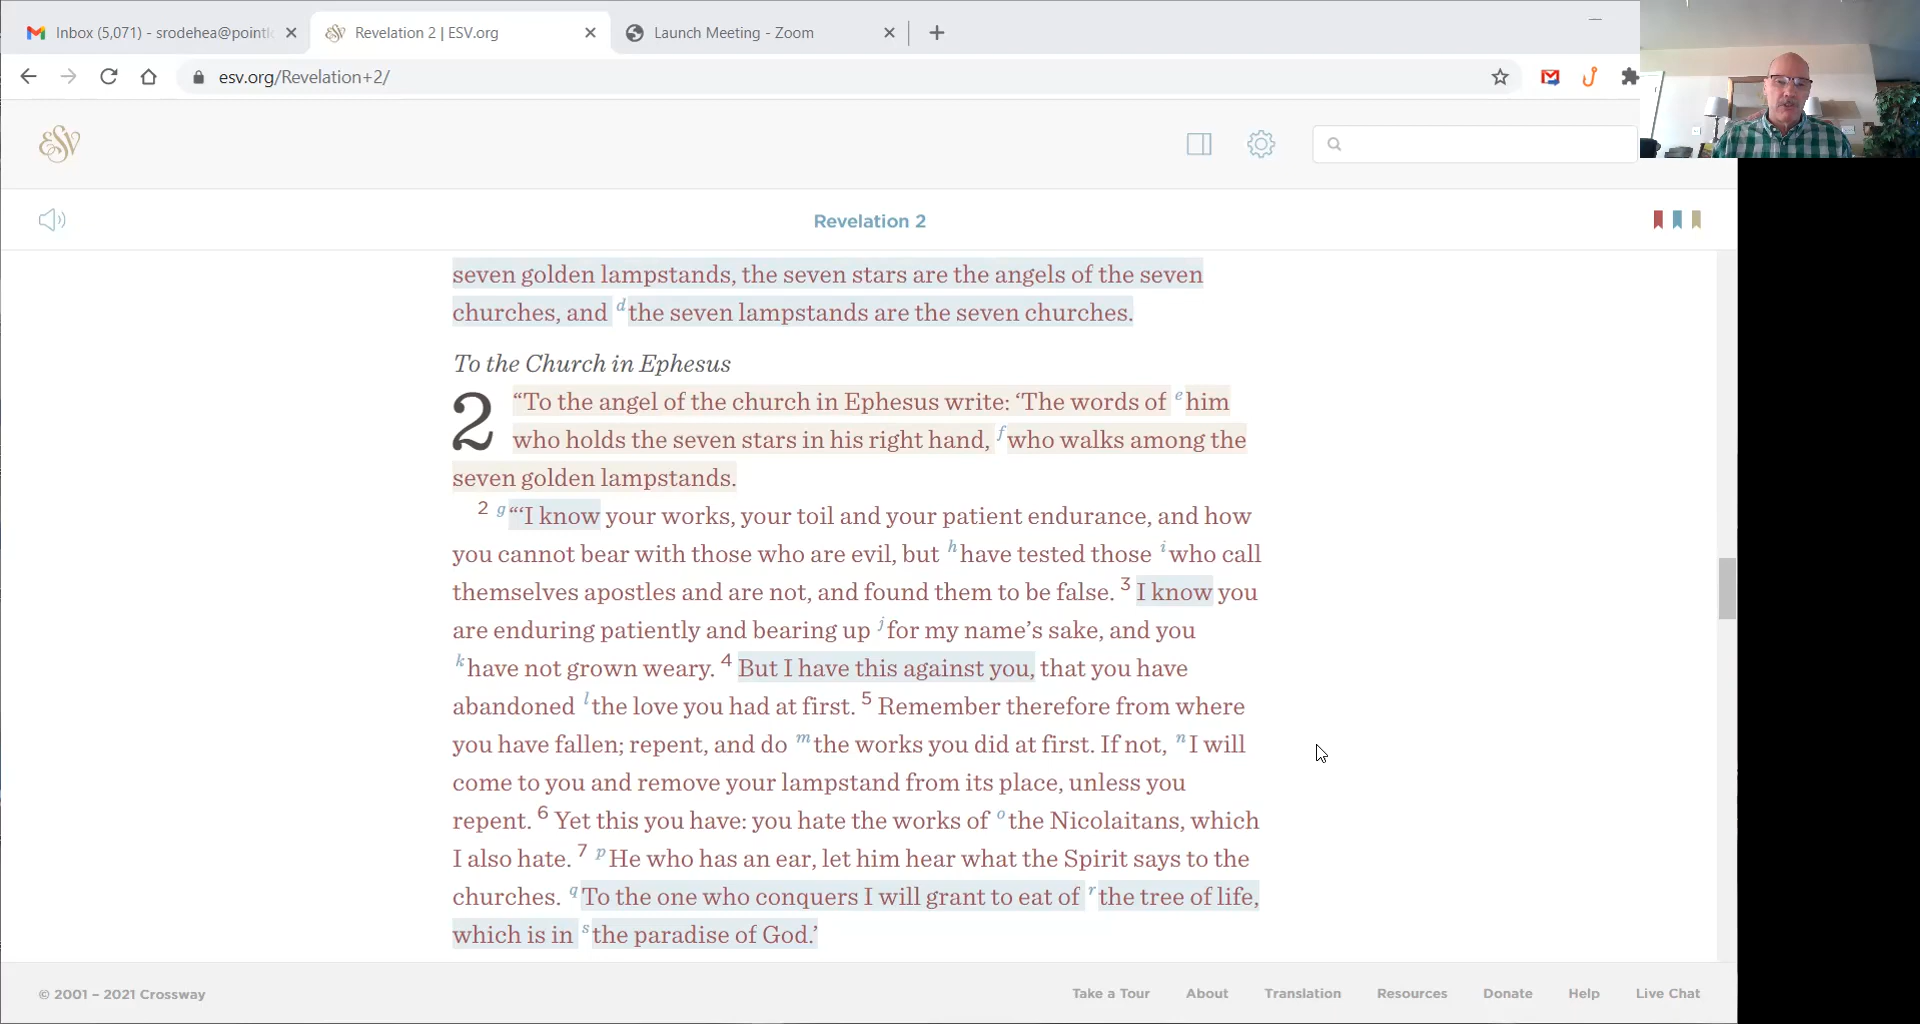 Inbox (5,071) - srodehea@pointl
Revelation 2 | ESV.org
Launch Meeting - Zoom
esv.org/Revelation+2/
ESV
Revelation 2
seven golden lampstands, the seven stars are the angels of the seven
churches, and d the seven lampstands are the seven churches.
To the Church in Ephesus
2 “To the angel of the church in Ephesus write: ‘The words of e him
who holds the seven stars in his right hand, f who walks among the
seven golden lampstands.
2 g “‘I know your works, your toil and your patient endurance, and how
you cannot bear with those who are evil, but h have tested those i who call
themselves apostles and are not, and found them to be false. 3 I know you
are enduring patiently and bearing up j for my name’s sake, and you
k have not grown weary. 4 But I have this against you, that you have
abandoned l the love you had at first. 5 Remember therefore from where
you have fallen; repent, and do m the works you did at first. If not, n I will
come to you and remove your lampstand from its place, unless you
repent. 6 Yet this you have: you hate the works of o the Nicolaitans, which
I also hate. 7 p He who has an ear, let him hear what the Spirit says to the
churches. q To the one who conquers I will grant to eat of r the tree of life,
which is in s the paradise of God.’
© 2001 – 2021 Crossway
Take a Tour
About
Translation
Resources
Donate
Help
Live Chat